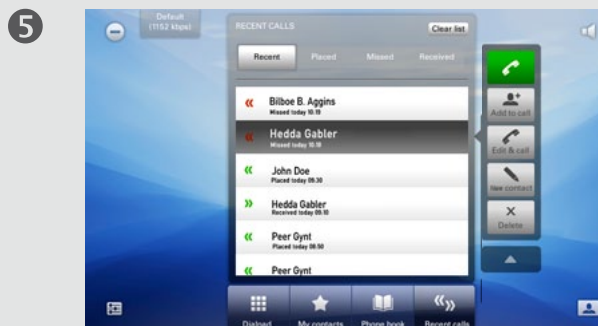 5
Default
(1152 kbps)
RECENT CALLS
Clear list
Recent
Placed
Missed
Received
Bilboe B. Aggins
Missed today 10:19
Hedda Gabler
Missed today 10:18
John Doe
Placed today 09:30
Hedda Gabler
Received today 09:10
Peer Gynt
Placed today 08:50
Peer Gynt
Add to call
Edit & call
New contact
Delete
Dialpad
My contacts
Phone book
Recent calls